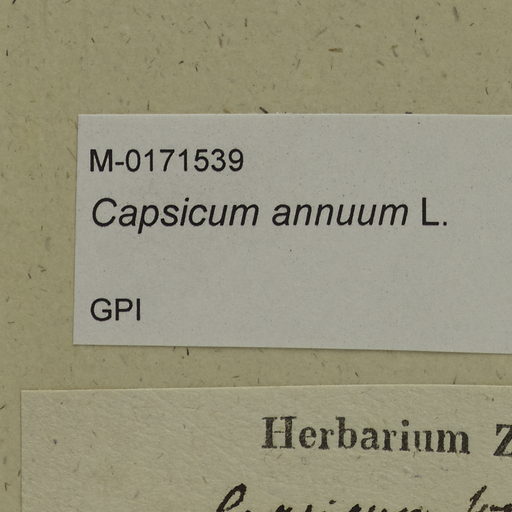 M-0171539
Capsicum annuum L.
GPI
Herbarium Z